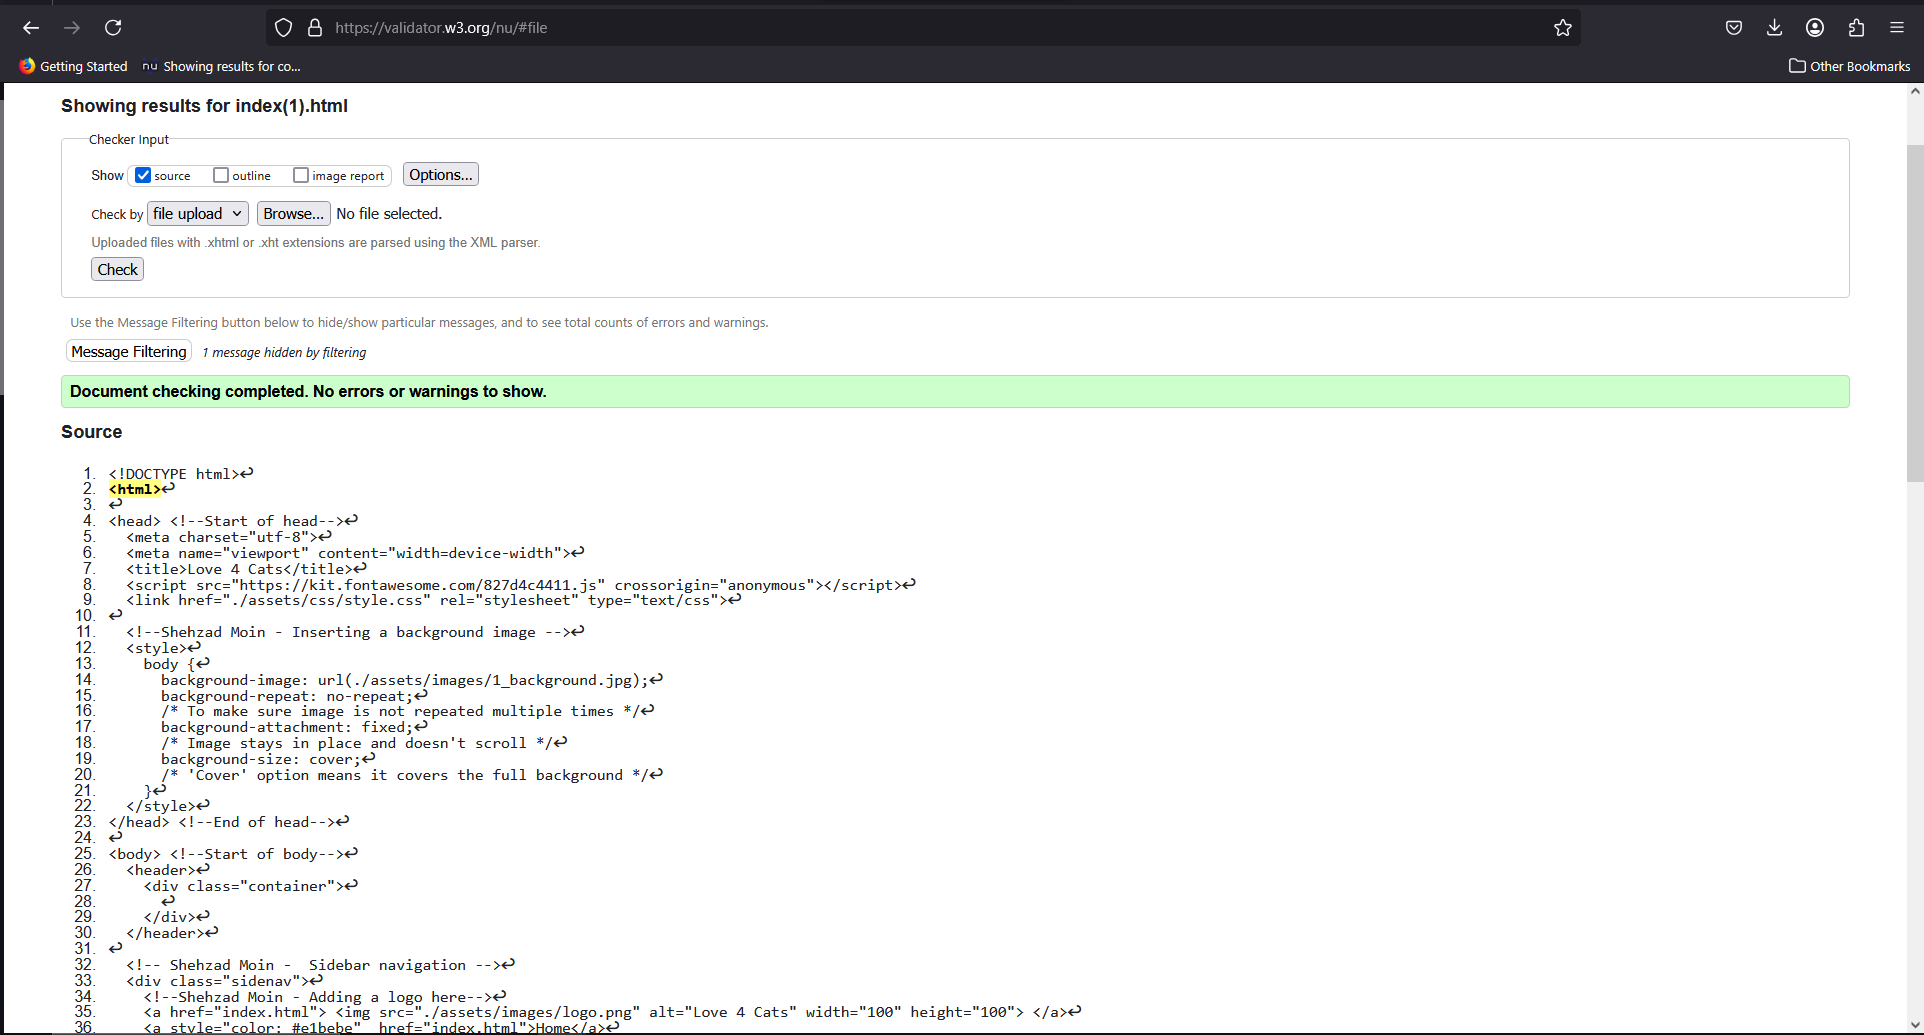 https://validator.w3.org/nu/#file
Getting Started
nu Showing results for co...
Other Bookmarks
Showing results for index(1).html
Checker Input
Show source outline image report Options...
Check by file upload Browse... No file selected.
Uploaded files with .xhtml or .xht extensions are parsed using the XML parser.
Check
Use the Message Filtering button below to hide/show particular messages, and to see total counts of errors and warnings.
Message Filtering 1 message hidden by filtering
Document checking completed. No errors or warnings to show.
Source
1. <!DOCTYPE html>↩
2. <html>↩
3. ↩
4. <head> <!--Start of head-->↩
5. <meta charset="utf-8">↩
6. <meta name="viewport" content="width=device-width">↩
7. <title>Love 4 Cats</title>↩
8. <script src="https://kit.fontawesome.com/827d4c4411.js" crossorigin="anonymous"></script>↩
9. <link href="./assets/css/style.css" rel="stylesheet" type="text/css">↩
10. ↩
11. <!--Shehzad Moin - Inserting a background image -->↩
12. <style>↩
13. body {↩
14. background-image: url(./assets/images/1_background.jpg);↩
15. background-repeat: no-repeat;↩
16. /* To make sure image is not repeated multiple times */↩
17. background-attachment: fixed;↩
18. /* Image stays in place and doesn't scroll */↩
19. background-size: cover;↩
20. /* 'Cover' option means it covers the full background */↩
21. }↩
22. </style>↩
23. </head> <!--End of head-->↩
24. ↩
25. <body> <!--Start of body-->↩
26. <header>↩
27. <div class="container">↩
28. ↩
29. </div>↩
30. </header>↩
31. ↩
32. <!-- Shehzad Moin -  Sidebar navigation -->↩
33. <div class="sidenav">↩
34. <!--Shehzad Moin - Adding a logo here-->↩
35. <a href="index.html"> <img src="./assets/images/logo.png" alt="Love 4 Cats" width="100" height="100"> </a>↩
36. <a style="color: #e1bebe"  href="index.html">Home</a>↩